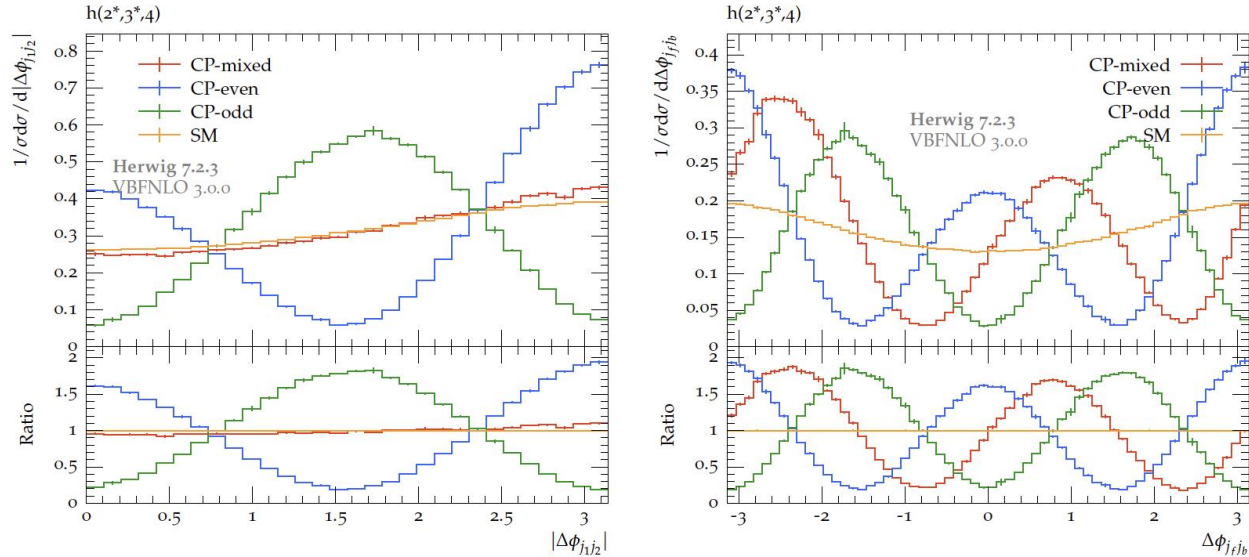 h(2*,3*,4)
1/σdσ/d|Δϕj1j2|
0.8
0.7
0.6
0.5
0.4
0.3
0.2
0.1
0
CP-mixed
CP-even
CP-odd
SM
Herwig 7.2.3
VBFNLO 3.0.0
Ratio
2
1.5
1
0.5
0
0
0.5
1
1.5
2
2.5
3
|Δϕj1j2|
h(2*,3*,4)
1/σdσ/dΔϕjfjb
0.4
0.35
0.3
0.25
0.2
0.15
0.1
0.05
0
CP-mixed
CP-even
CP-odd
SM
Herwig 7.2.3
VBFNLO 3.0.0
Ratio
2
1.5
1
0.5
0
-3
-2
-1
0
1
2
3
Δϕjfjb